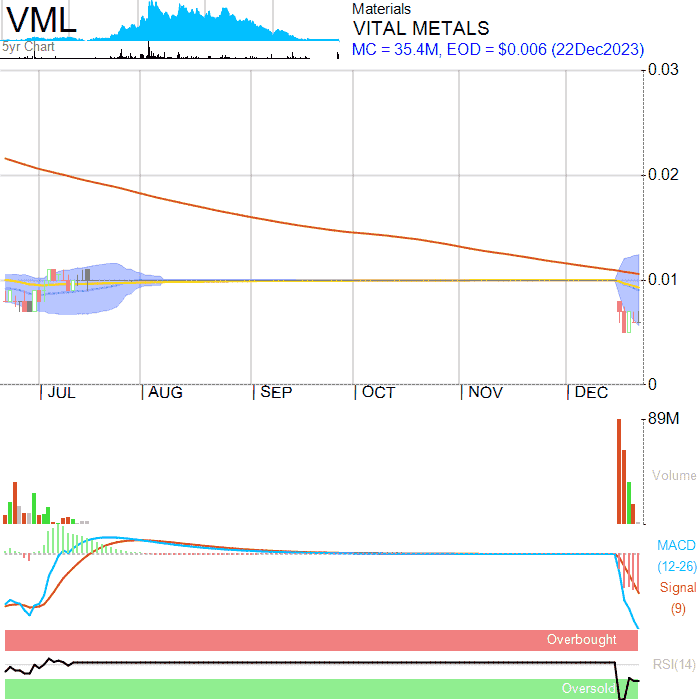 VML
5yr Chart
Materials
VITAL METALS
MC = 35.4M, EOD = $0.006 (22Dec2023)
0.03
0.02
0.01
0
JUL AUG SEP OCT NOV DEC
89M
Volume
MACD
(12-26)
Signal
(9)
Overbought
RSI(14)
Oversold